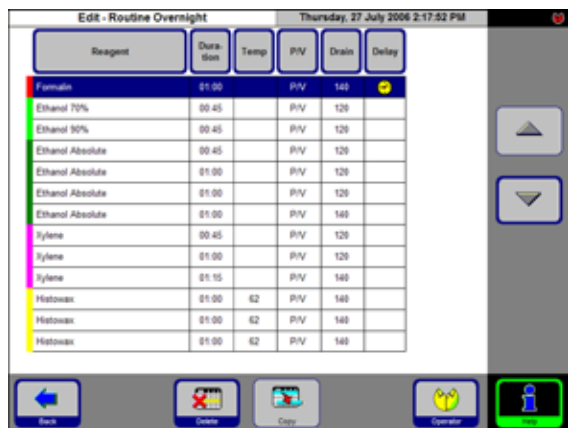 Edit - Routine Overnight
Thursday, 27 July 2006 2:17:52 PM
Reagent Dura-tion Temp P/V Drain Delay
Formalin 01:00 P/V 140
Ethanol 70% 00:45 P/V 120
Ethanol 90% 00:45 P/V 120
Ethanol Absolute 00:45 P/V 120
Ethanol Absolute 01:00 P/V 120
Ethanol Absolute 01:00 P/V 120
Ethanol Absolute 01:00 P/V 140
Xylene 00:45 P/V 120
Xylene 01:00 P/V 120
Xylene 01:15 P/V 140
Histowax 01:00 62 P/V 140
Histowax 01:00 62 P/V 140
Histowax 01:00 62 P/V 140
Back Delete Copy Operator Help